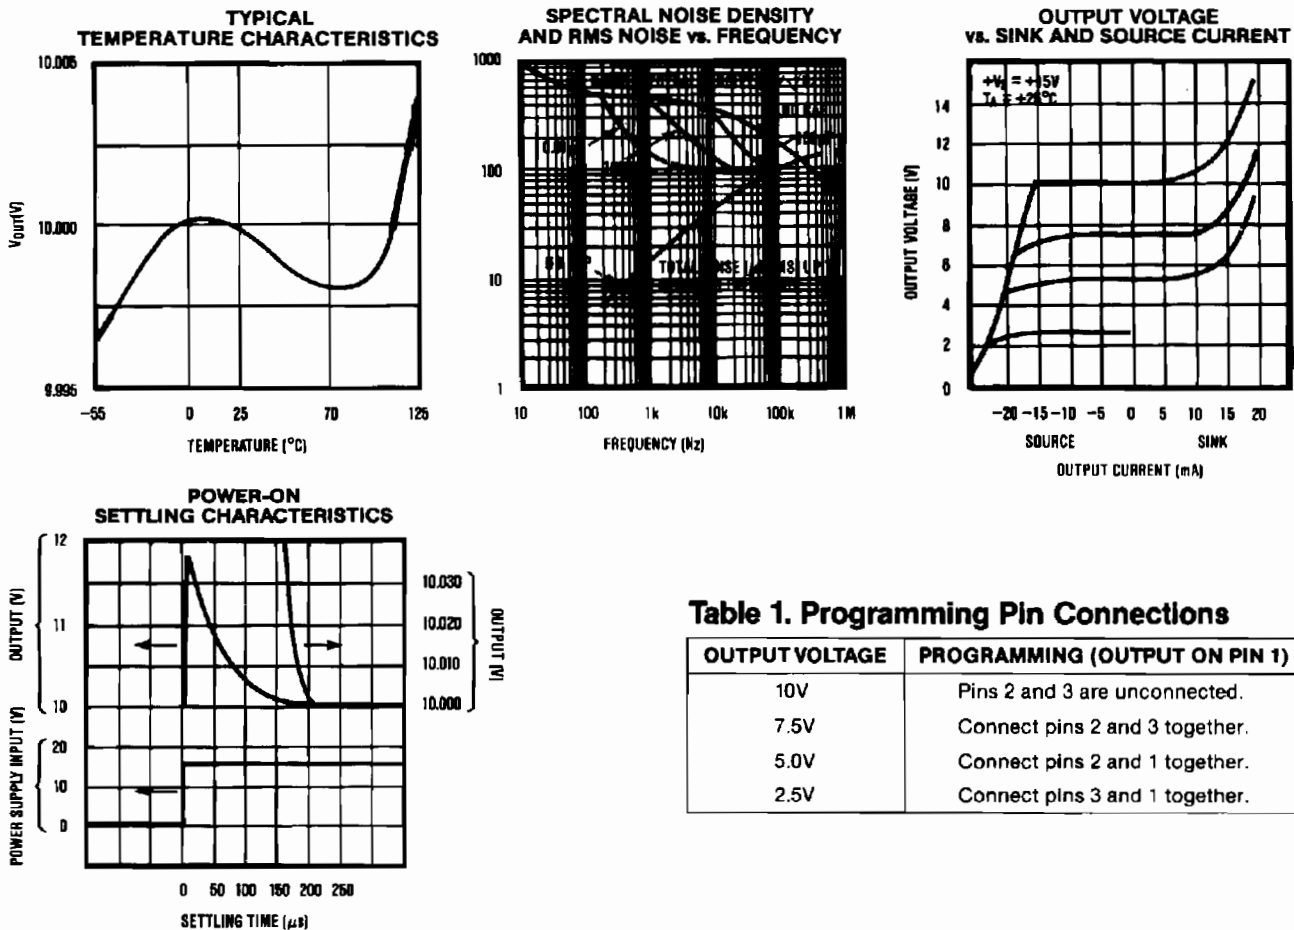 TYPICAL
TEMPERATURE CHARACTERISTICS
10.005
10.000
9.995
VOUT(V)
-55 0 25 70 125
TEMPERATURE (°C)
SPECTRAL NOISE DENSITY
AND RMS NOISE vs. FREQUENCY
1000
100
10
1
10 100 1k 10k 100k 1M
FREQUENCY (Hz)
OUTPUT VOLTAGE
vs. SINK AND SOURCE CURRENT
TA = +25°C
14
12
10
8
6
4
2
0
OUTPUT VOLTAGE (V)
-20 -15 -10 -5 0 5 10 15 20
SOURCE SINK
OUTPUT CURRENT (mA)
POWER-ON
SETTLING CHARACTERISTICS
OUTPUT (V)
12
11
10
10.030
10.020
10.010
10.000
OUTPUT (V)
POWER SUPPLY INPUT (V)
20
10
0
0 50 100 150 200 250
SETTLING TIME (µs)
Table 1. Programming Pin Connections
OUTPUT VOLTAGE PROGRAMMING (OUTPUT ON PIN 1)
10V Pins 2 and 3 are unconnected.
7.5V Connect pins 2 and 3 together.
5.0V Connect pins 2 and 1 together.
2.5V Connect pins 3 and 1 together.